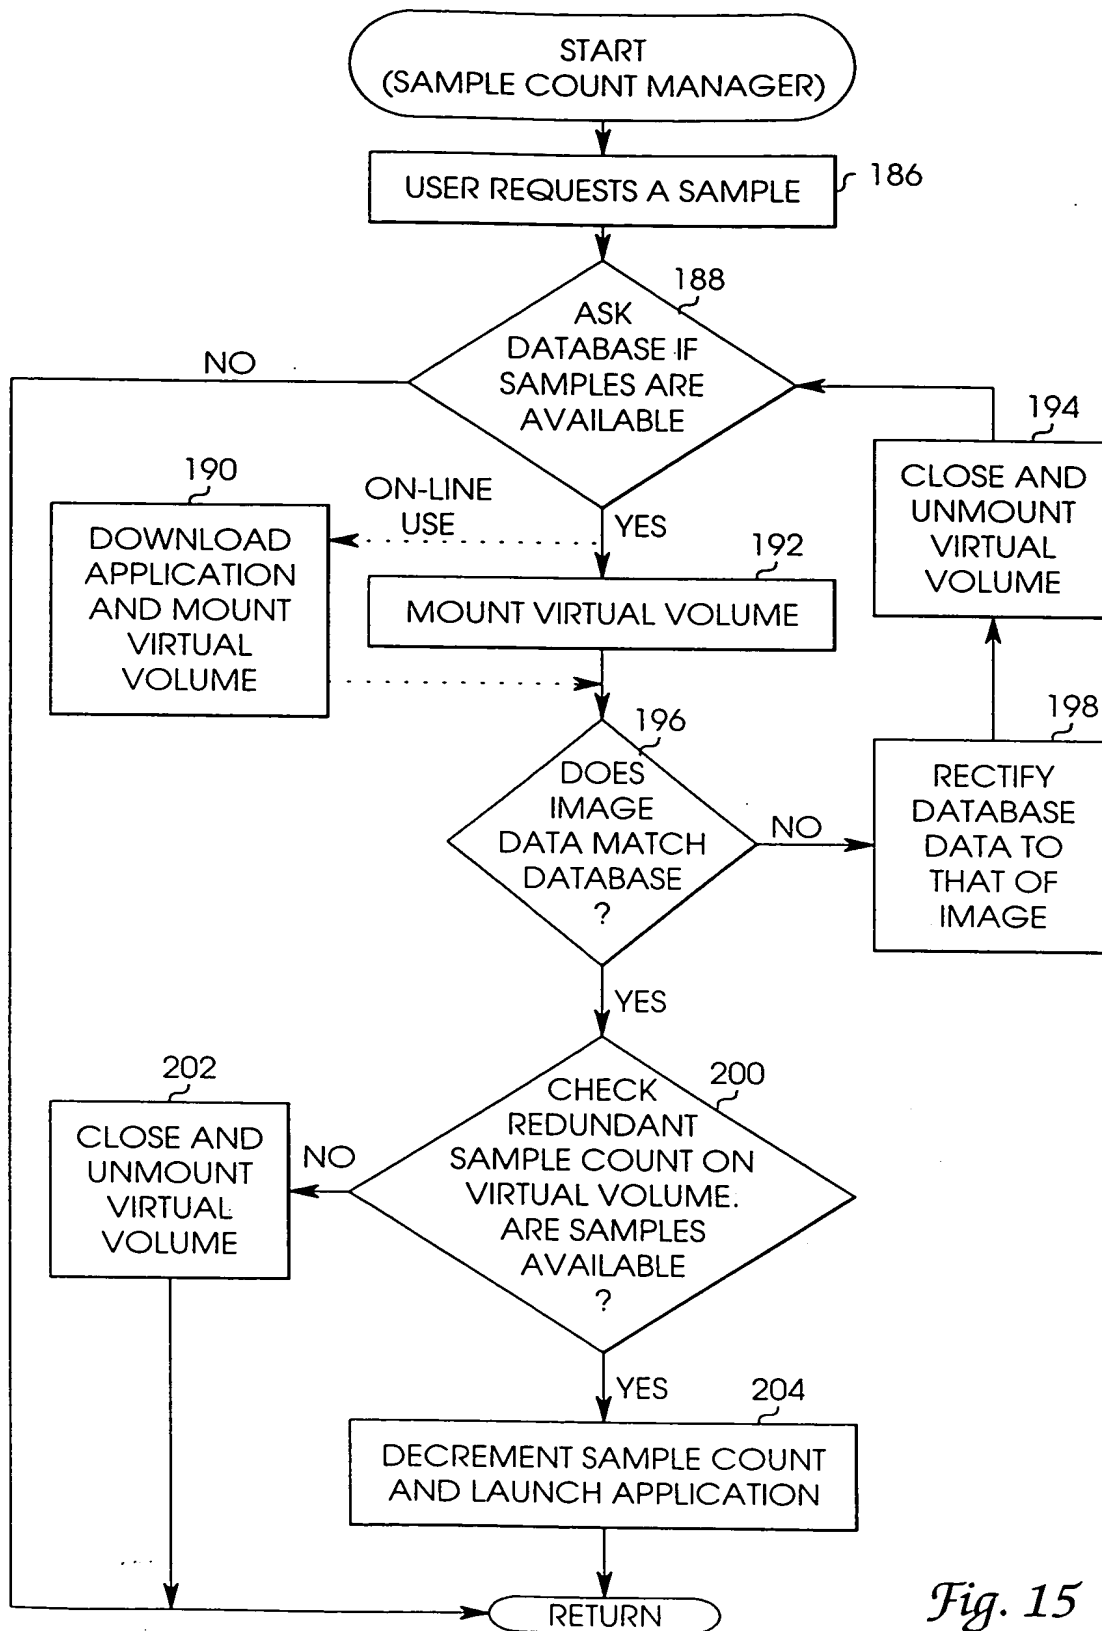 START
(SAMPLE COUNT MANAGER)
USER REQUESTS A SAMPLE
186
188
ASK
DATABASE IF
SAMPLES ARE
AVAILABLE
NO
194
CLOSE AND
UNMOUNT
VIRTUAL
VOLUME
190
DOWNLOAD
APPLICATION
AND MOUNT
VIRTUAL
VOLUME
ON-LINE
USE
YES
192
MOUNT VIRTUAL VOLUME
196
DOES
IMAGE
DATA MATCH
DATABASE
?
NO
198
RECTIFY
DATABASE
DATA TO
THAT OF
IMAGE
YES
200
CHECK
REDUNDANT
SAMPLE COUNT ON
VIRTUAL VOLUME.
ARE SAMPLES
AVAILABLE
?
NO
202
CLOSE AND
UNMOUNT
VIRTUAL
VOLUME
YES
204
DECREMENT SAMPLE COUNT
AND LAUNCH APPLICATION
RETURN
Fig. 15